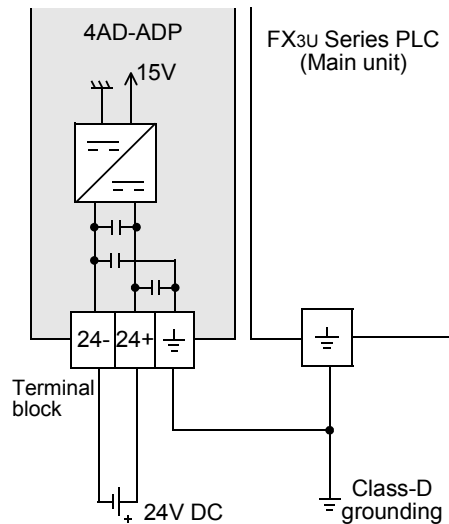 4AD-ADP
15V
FX3U Series PLC
(Main unit)
24-
24+
Terminal
block
+
24V DC
Class-D
grounding